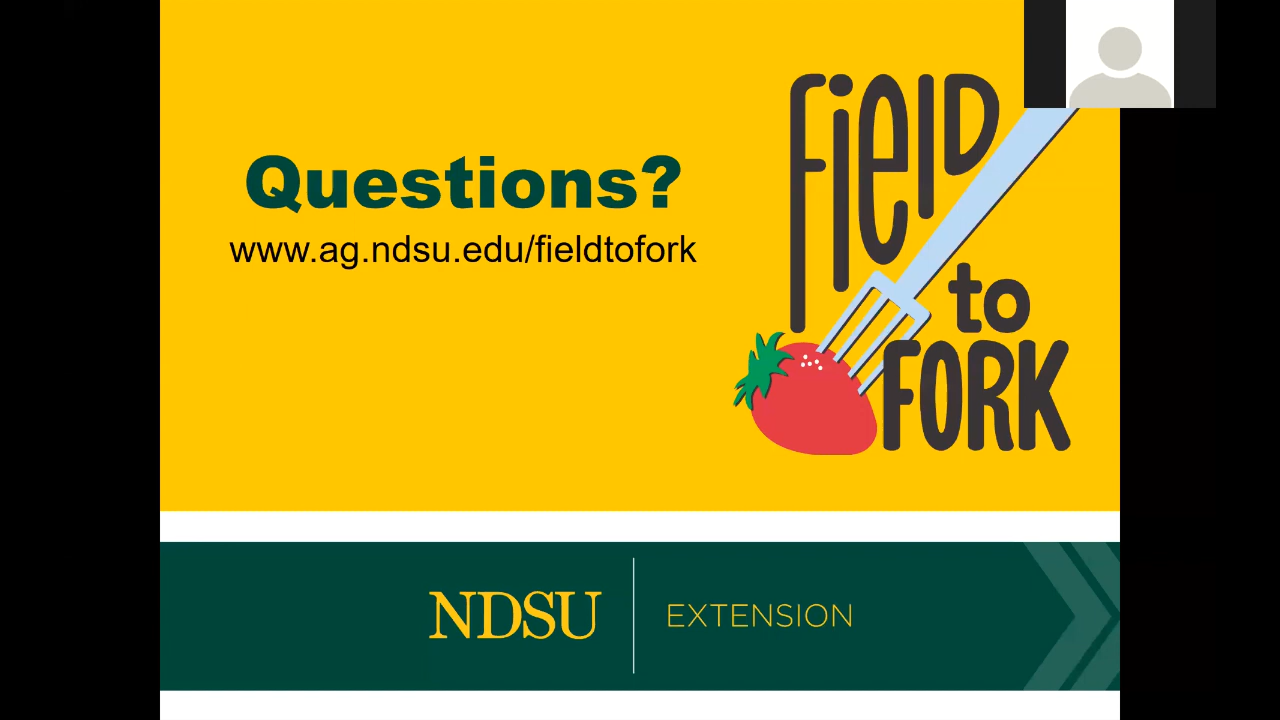 Questions?
www.ag.ndsu.edu/fieldtofork
FiELD
to
FORK
NDSU
EXTENSION